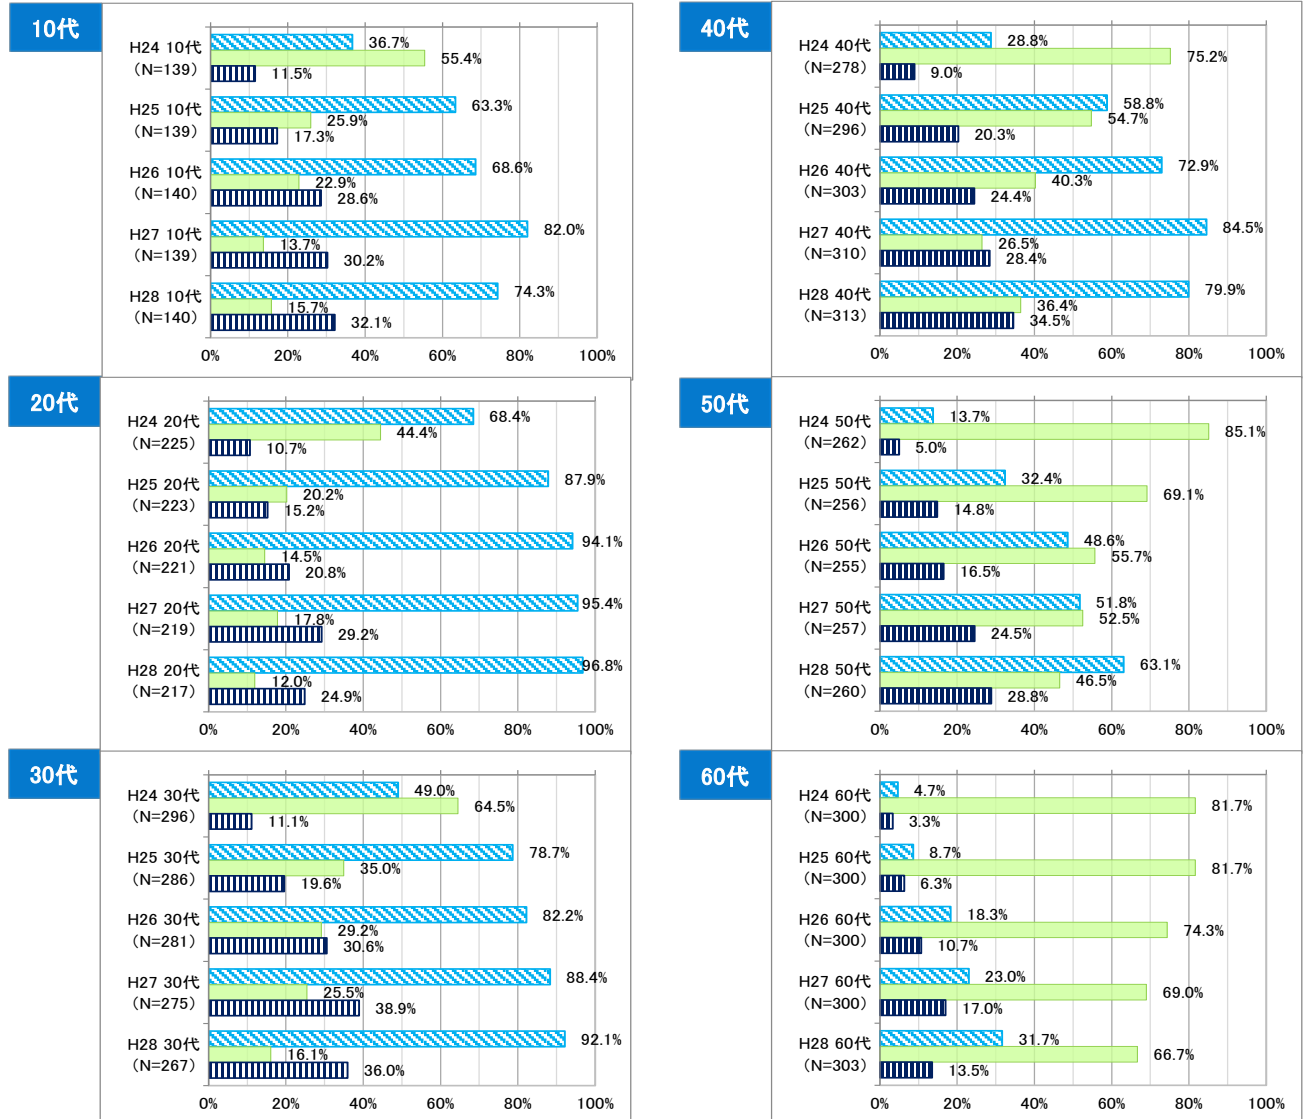 10代
H24 10代
（N=139）
36.7%
55.4%
11.5%
H25 10代
（N=139）
63.3%
25.9%
17.3%
H26 10代
（N=140）
68.6%
22.9%
28.6%
H27 10代
（N=139）
82.0%
13.7%
30.2%
H28 10代
（N=140）
74.3%
15.7%
32.1%
0% 20% 40% 60% 80% 100%
20代
H24 20代
（N=225）
68.4%
44.4%
10.7%
H25 20代
（N=223）
87.9%
20.2%
15.2%
H26 20代
（N=221）
94.1%
14.5%
20.8%
H27 20代
（N=219）
95.4%
17.8%
29.2%
H28 20代
（N=217）
96.8%
12.0%
24.9%
0% 20% 40% 60% 80% 100%
30代
H24 30代
（N=296）
49.0%
64.5%
11.1%
H25 30代
（N=286）
78.7%
35.0%
19.6%
H26 30代
（N=281）
82.2%
29.2%
30.6%
H27 30代
（N=275）
88.4%
25.5%
38.9%
H28 30代
（N=267）
92.1%
16.1%
36.0%
0% 20% 40% 60% 80% 100%
40代
H24 40代
（N=278）
28.8%
75.2%
9.0%
H25 40代
（N=296）
58.8%
54.7%
20.3%
H26 40代
（N=303）
72.9%
40.3%
24.4%
H27 40代
（N=310）
84.5%
26.5%
28.4%
H28 40代
（N=313）
79.9%
36.4%
34.5%
0% 20% 40% 60% 80% 100%
50代
H24 50代
（N=262）
13.7%
85.1%
5.0%
H25 50代
（N=256）
32.4%
69.1%
14.8%
H26 50代
（N=255）
48.6%
55.7%
16.5%
H27 50代
（N=257）
51.8%
52.5%
24.5%
H28 50代
（N=260）
63.1%
46.5%
28.8%
0% 20% 40% 60% 80% 100%
60代
H24 60代
（N=300）
4.7%
81.7%
3.3%
H25 60代
（N=300）
8.7%
81.7%
6.3%
H26 60代
（N=300）
18.3%
74.3%
10.7%
H27 60代
（N=300）
23.0%
69.0%
17.0%
H28 60代
（N=303）
31.7%
66.7%
13.5%
0% 20% 40% 60% 80% 100%